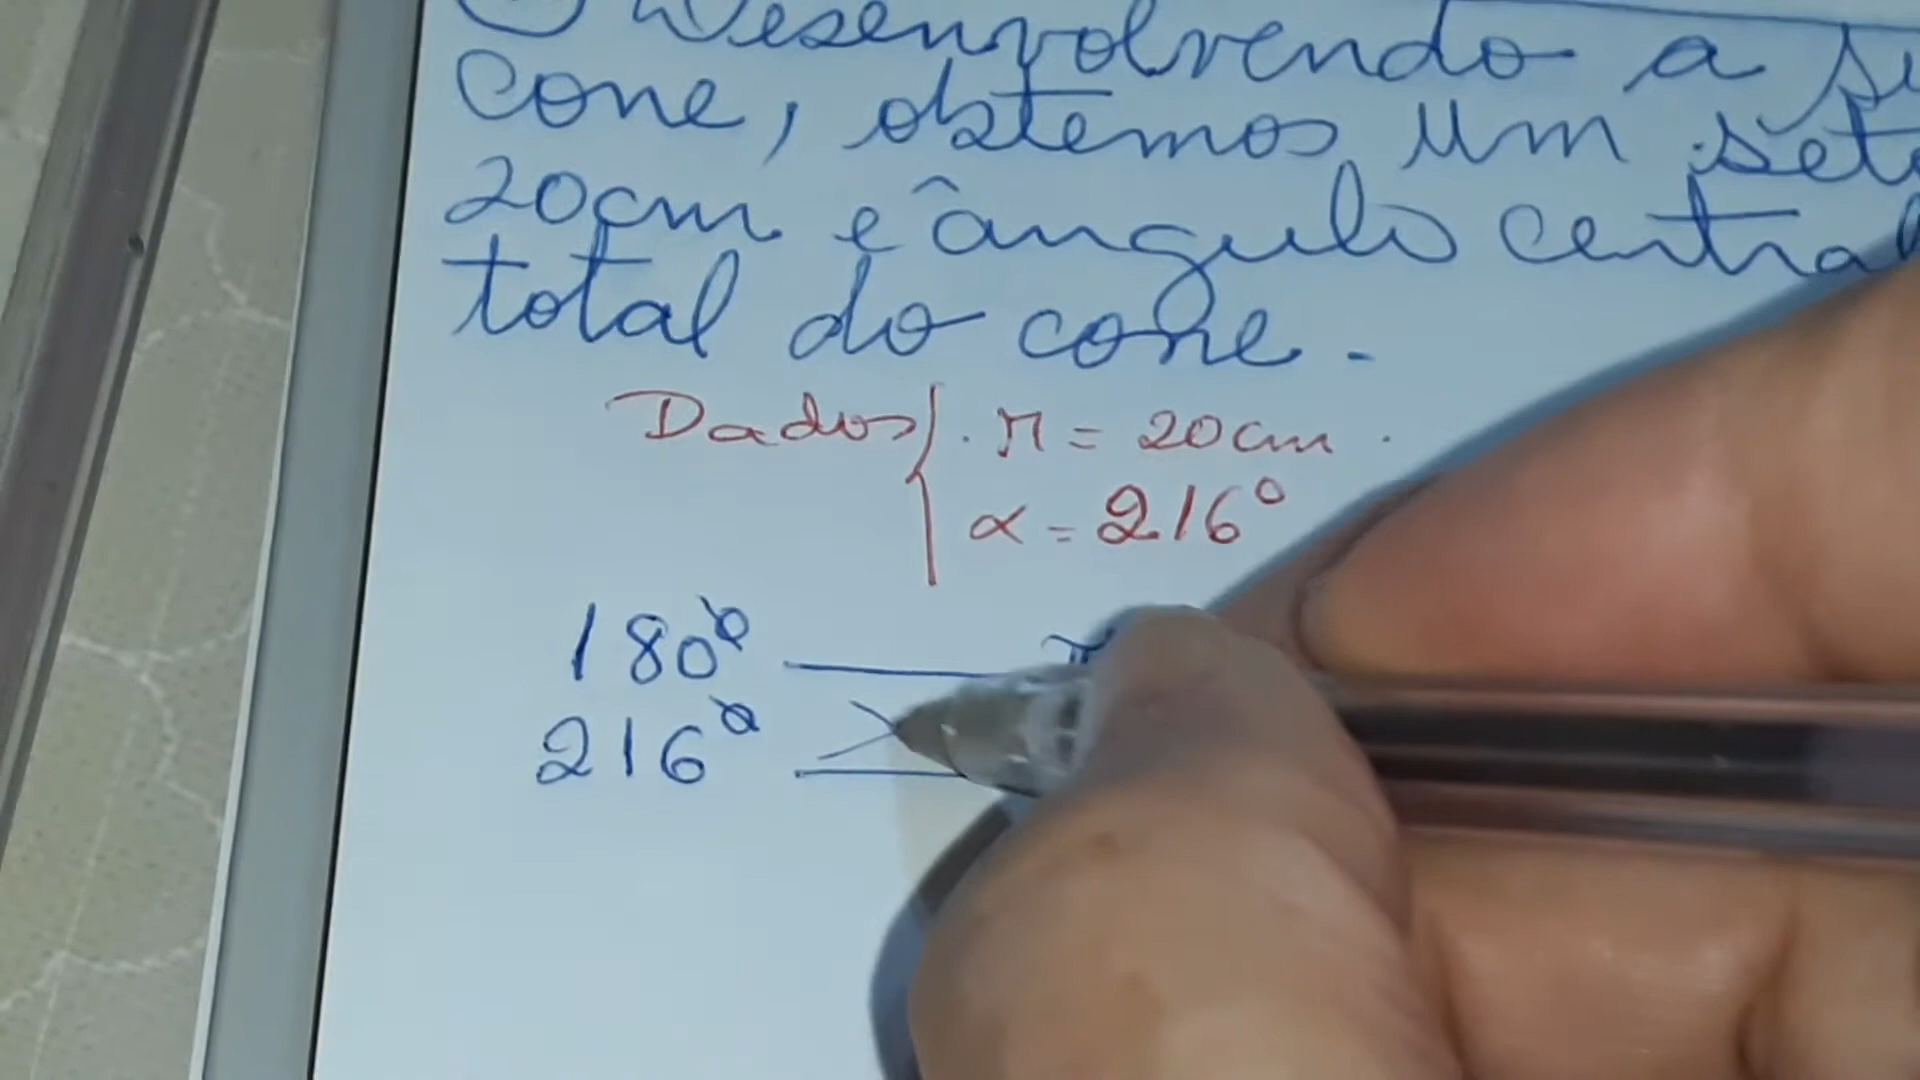 Desenvolvendo a
cone, obtemos um
20cm e ângulo central
total do cone.
Dados { . r = 20cm .
α = 216°
180° π
216°